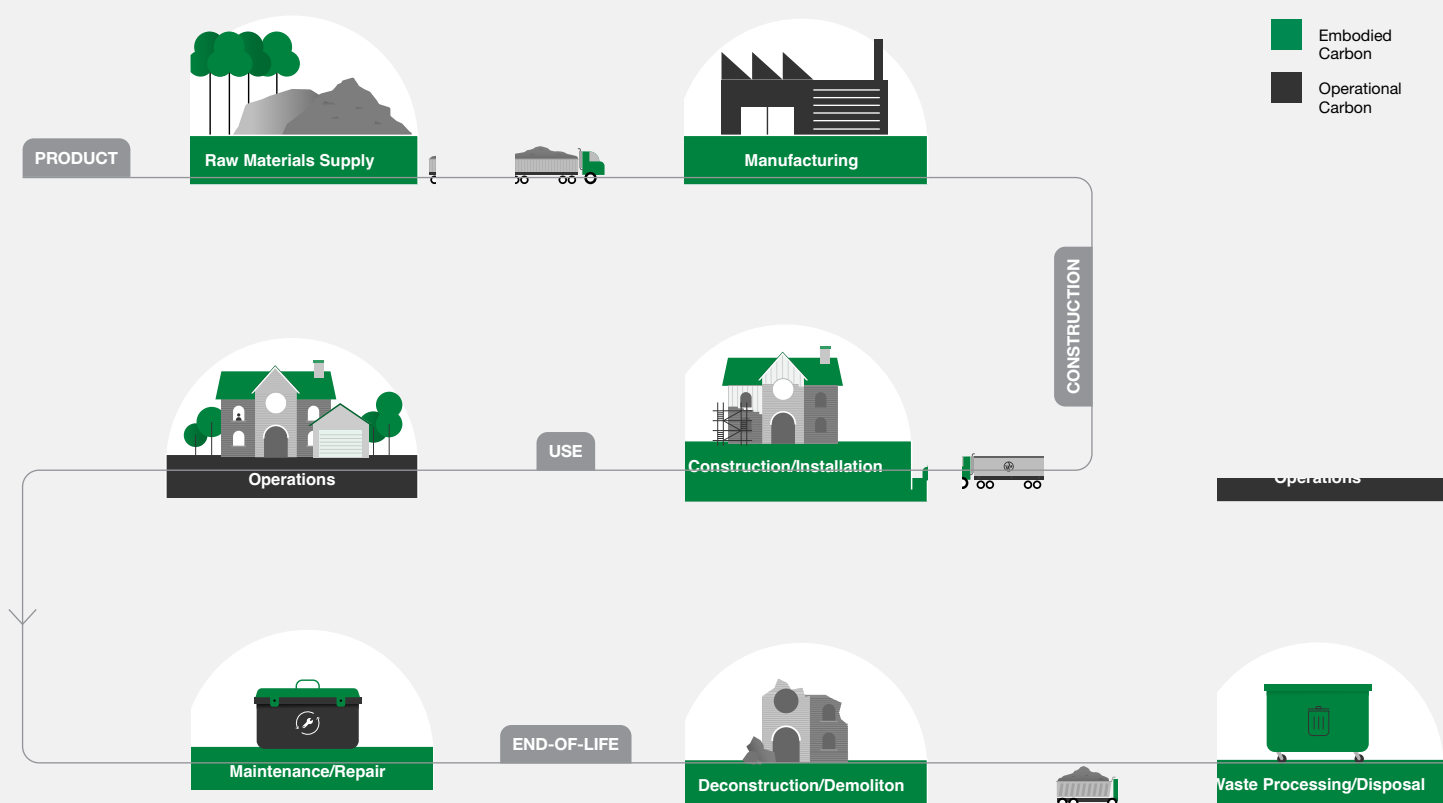 Embodied
Carbon
Operational
Carbon
PRODUCT
Raw Materials Supply
Manufacturing
CONSTRUCTION
Operations
USE
Construction/Installation
Operations
Maintenance/Repair
END-OF-LIFE
Deconstruction/Demoliton
Waste Processing/Disposal